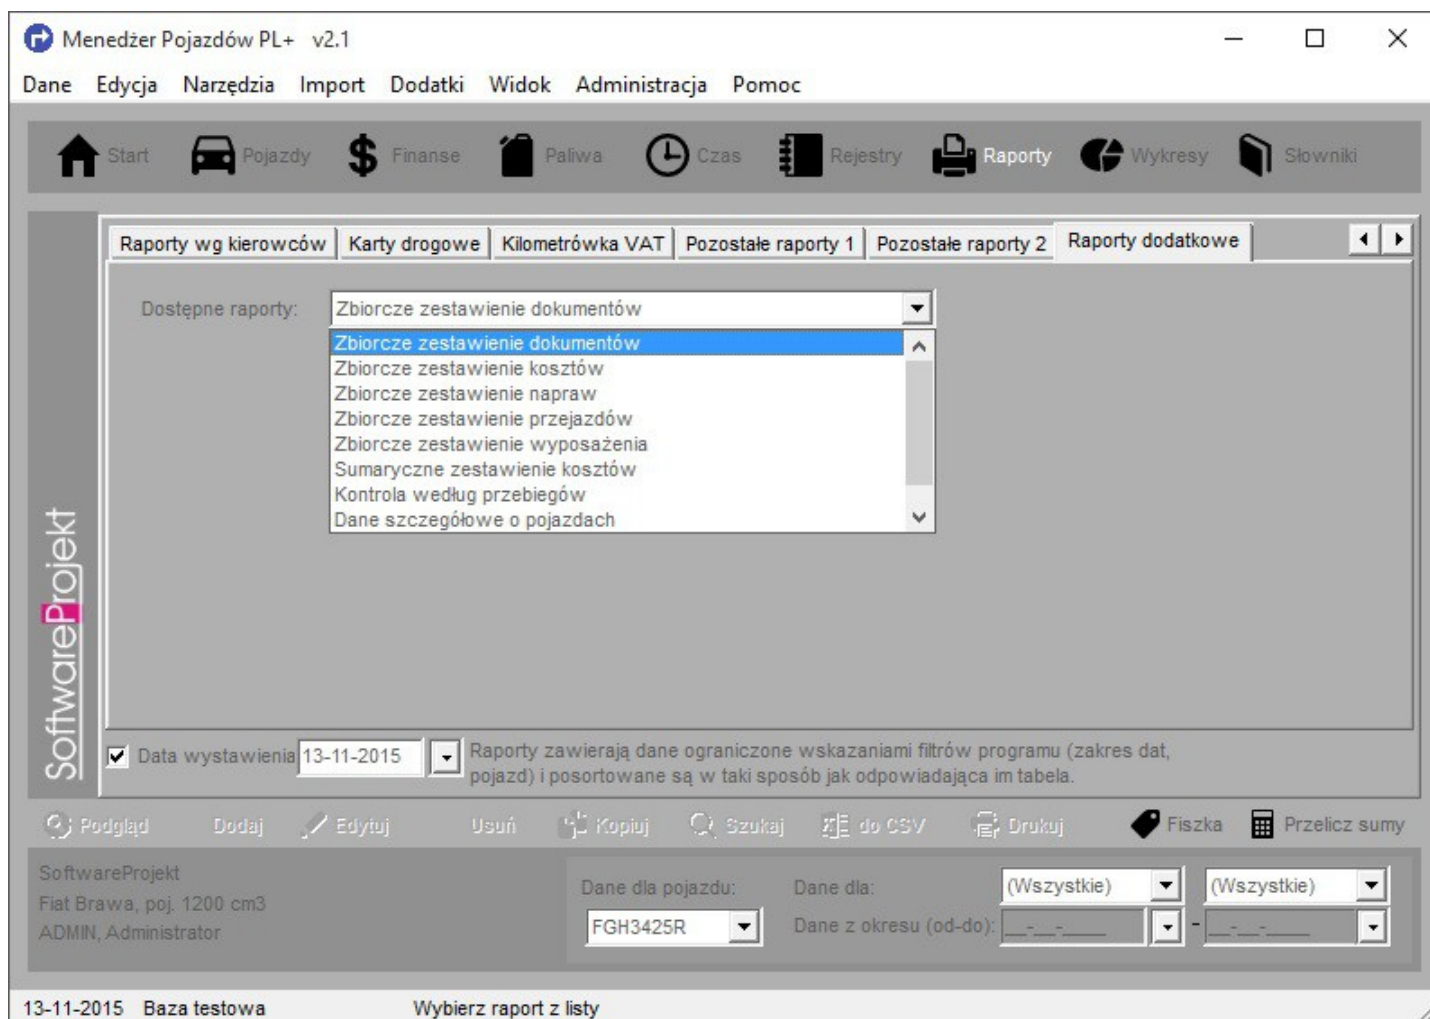 Menedżer Pojazdów PL+ v2.1
Dane Edycja Narzędzia Import Dodatki Widok Administracja Pomoc
Start Pojazdy Finanse Paliwa Czas Rejestry Raporty Wykresy Słowniki
Raporty wg kierowców Karty drogowe Kilometrówka VAT Pozostałe raporty 1 Pozostałe raporty 2 Raporty dodatkowe
Dostępne raporty: Zbiorcze zestawienie dokumentów
Zbiorcze zestawienie dokumentów
Zbiorcze zestawienie kosztów
Zbiorcze zestawienie napraw
Zbiorcze zestawienie przejazdów
Zbiorcze zestawienie wyposażenia
Sumaryczne zestawienie kosztów
Kontrola według przebiegów
Dane szczegółowe o pojazdach
SoftwareProjekt
Data wystawienia 13-11-2015 Raporty zawierają dane ograniczone wskazaniami filtrów programu (zakres dat,
pojazd) i posortowane są w taki sposób jak odpowiadająca im tabela.
Podgląd Dodaj Edytuj Usuń Kopiuj Szukaj do CSV Drukuj Fiszka Przelicz sumy
SoftwareProjekt
Fiat Brawa, poj. 1200 cm3
ADMIN, Administrator
Dane dla pojazdu: Dane dla: (Wszystkie) (Wszystkie)
FGH3425R Dane z okresu (od-do): __-__-____ - __-__-____
13-11-2015 Baza testowa Wybierz raport z listy